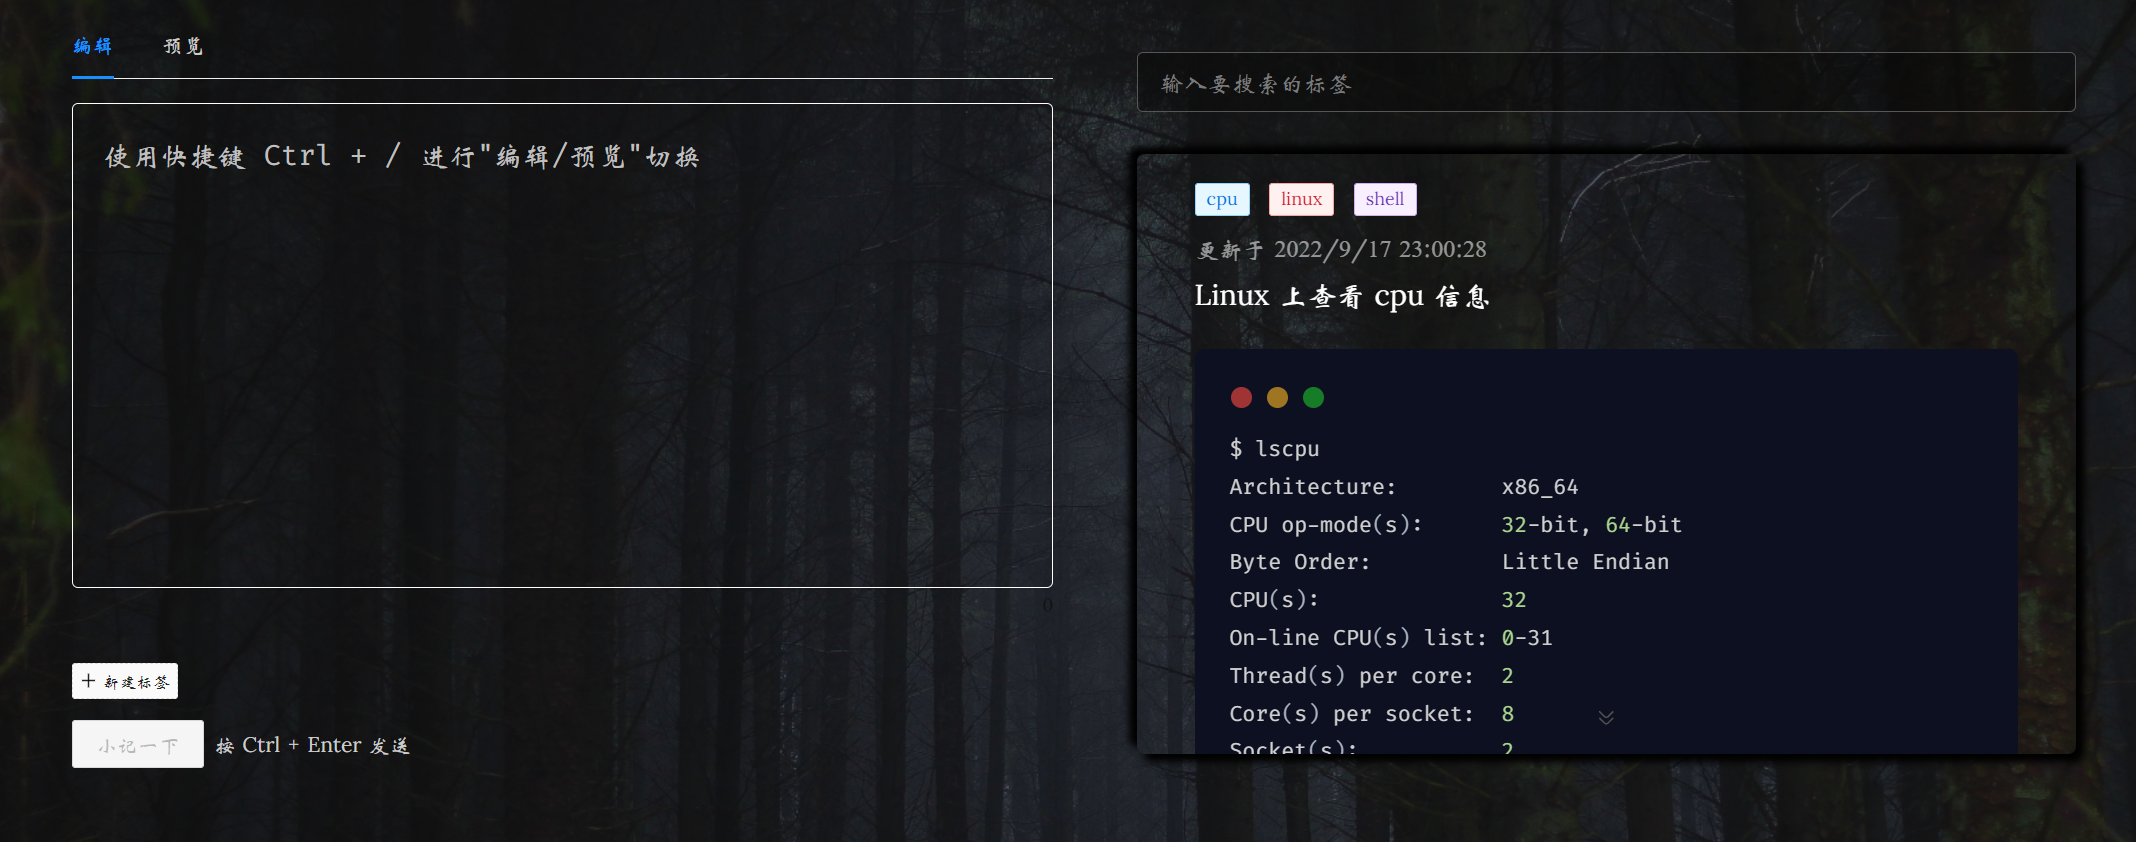 编辑 预览
使用快捷键 Ctrl + / 进行"编辑/预览"切换
0
+ 新建标签
小记一下 按 Ctrl + Enter 发送
输入要搜索的标签
cpu linux shell
更新于 2022/9/17 23:00:28
Linux 上查看 cpu 信息
$ lscpu
Architecture: x86_64
CPU op-mode(s): 32-bit, 64-bit
Byte Order: Little Endian
CPU(s): 32
On-line CPU(s) list: 0-31
Thread(s) per core: 2
Core(s) per socket: 8
Socket(s): 2